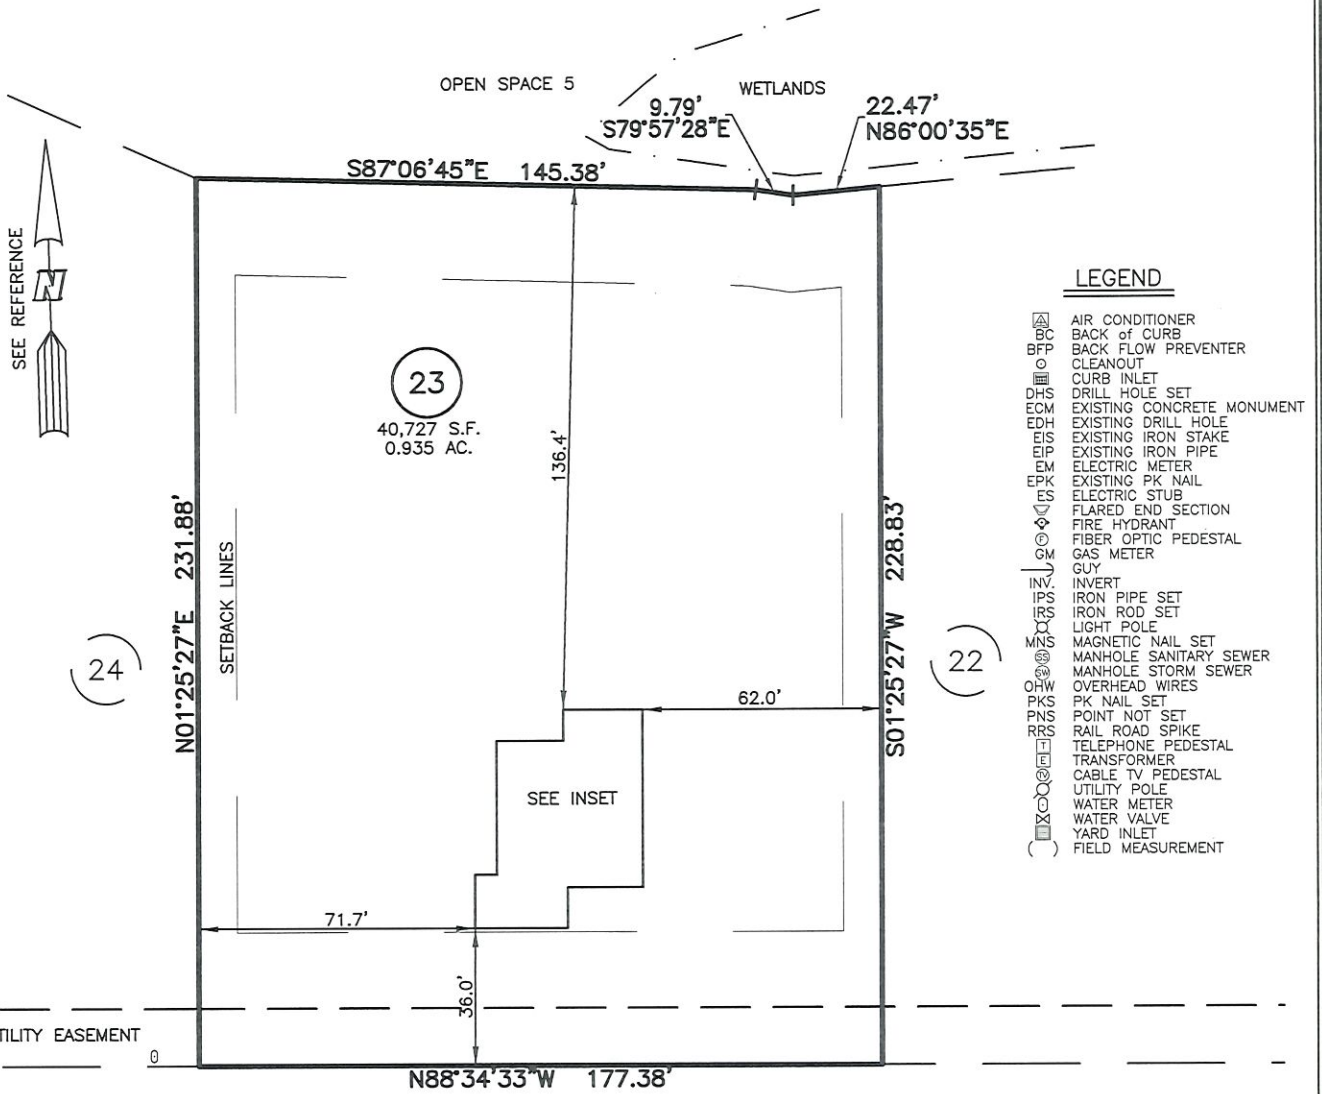 OPEN SPACE 5
WETLANDS
9.79'
S79°57'28"E
22.47'
N86°00'35"E
S87°06'45"E 145.38'
SEE REFERENCE
N
23
40,727 S.F.
0.935 AC.
136.4'
N01°25'27"E 231.88'
SETBACK LINES
S01°25'27"W 228.83'
24
22
62.0'
SEE INSET
71.7'
36.0'
TILITY EASEMENT
N88°34'33"W 177.38'
LEGEND
AIR CONDITIONER
BC BACK of CURB
BFP BACK FLOW PREVENTER
CLEANOUT
CURB INLET
DHS DRILL HOLE SET
ECM EXISTING CONCRETE MONUMENT
EDH EXISTING DRILL HOLE
EIS EXISTING IRON STAKE
EIP EXISTING IRON PIPE
EM ELECTRIC METER
EPK EXISTING PK NAIL
ES ELECTRIC STUB
FLARED END SECTION
FIRE HYDRANT
F FIBER OPTIC PEDESTAL
GM GAS METER
GUY
INV. INVERT
IPS IRON PIPE SET
IRS IRON ROD SET
LIGHT POLE
MNS MAGNETIC NAIL SET
SS MANHOLE SANITARY SEWER
SW MANHOLE STORM SEWER
OHW OVERHEAD WIRES
PKS PK NAIL SET
PNS POINT NOT SET
RRS RAIL ROAD SPIKE
T TELEPHONE PEDESTAL
E TRANSFORMER
TV CABLE TV PEDESTAL
UTILITY POLE
WATER METER
WATER VALVE
YARD INLET
( ) FIELD MEASUREMENT